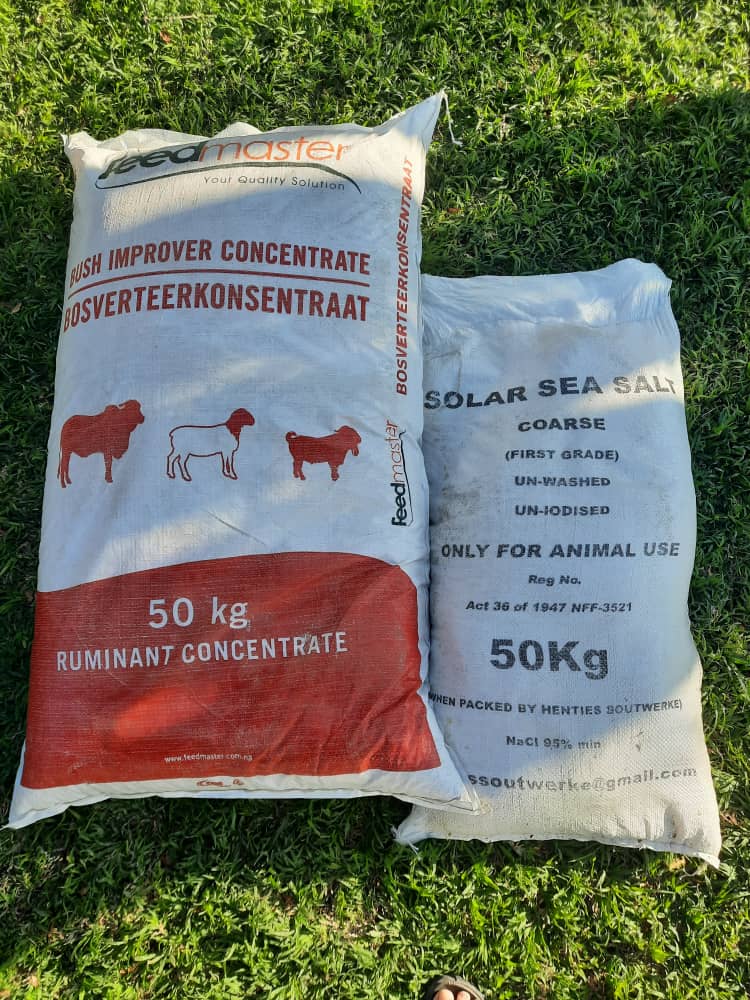 feedmaster
Your Quality Solution
BUSH IMPROVER CONCENTRATE
BOSVERTEERKONSENTRAAT
50 kg
RUMINANT CONCENTRATE
www.feedmaster.com.na
BOSVERTEERKONSENTRAAT
feedmaster
SOLAR SEA SALT
COARSE
(FIRST GRADE)
UN-WASHED
UN-IODISED
ONLY FOR ANIMAL USE
Reg No.
Act 36 of 1947 NFF-3521
50Kg
WHEN PACKED BY HENTIES SOUTWERKE)
NaCl 95% min
ssoutwerke@gmail.com